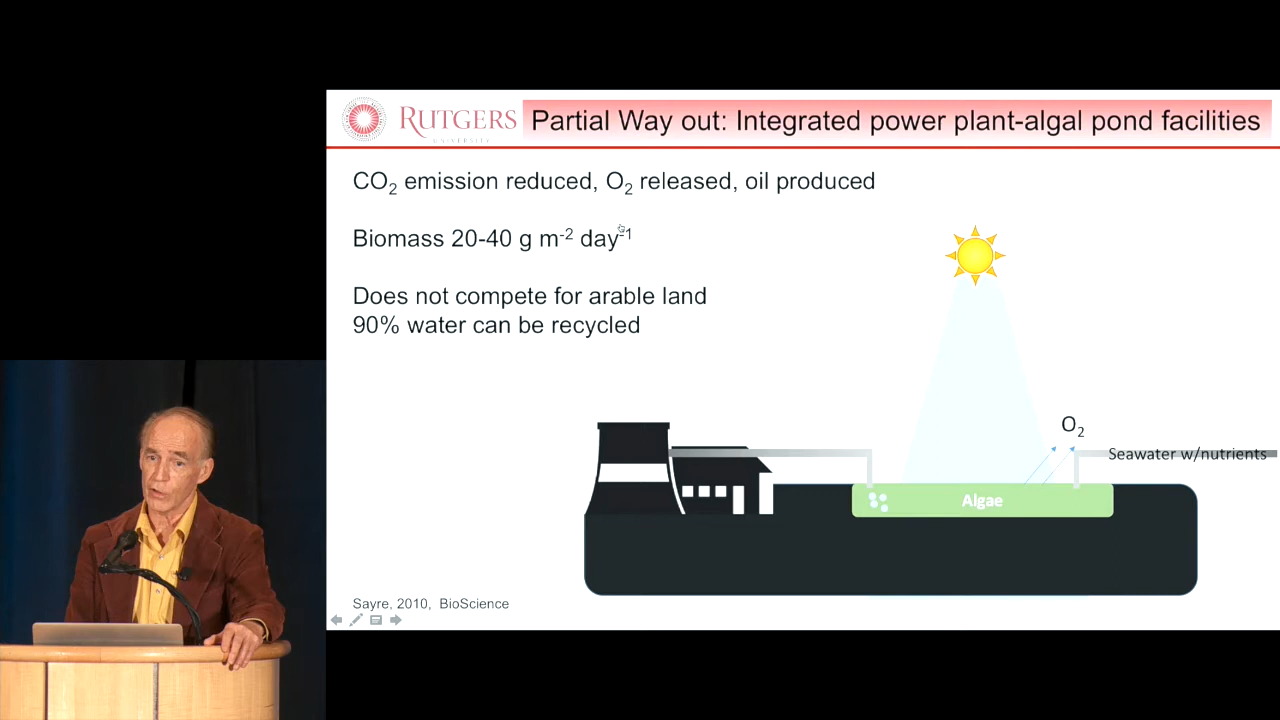 RUTGERS
UNIVERSITY
Partial Way out: Integrated power plant-algal pond facilities
CO₂ emission reduced, O₂ released, oil produced
Biomass 20-40 g m⁻² day⁻¹
Does not compete for arable land
90% water can be recycled
O₂
Seawater w/nutrients
Algae
Sayre, 2010, BioScience